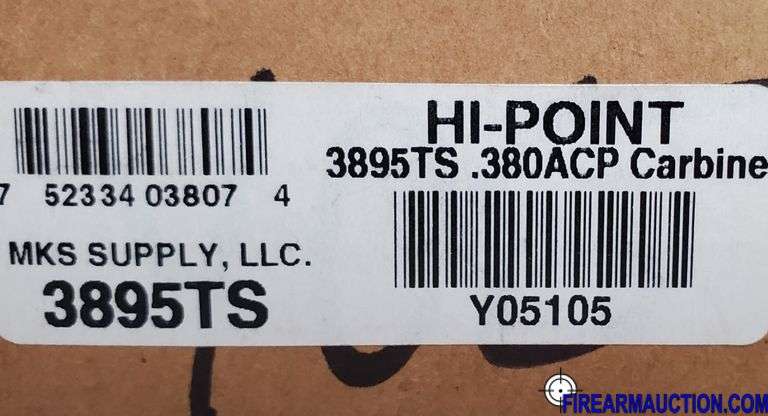 HI-POINT
3895TS .380ACP Carbine
7 52334 03807 4
MKS SUPPLY, LLC.
3895TS
Y05105
FIREARMAUCTION.COM